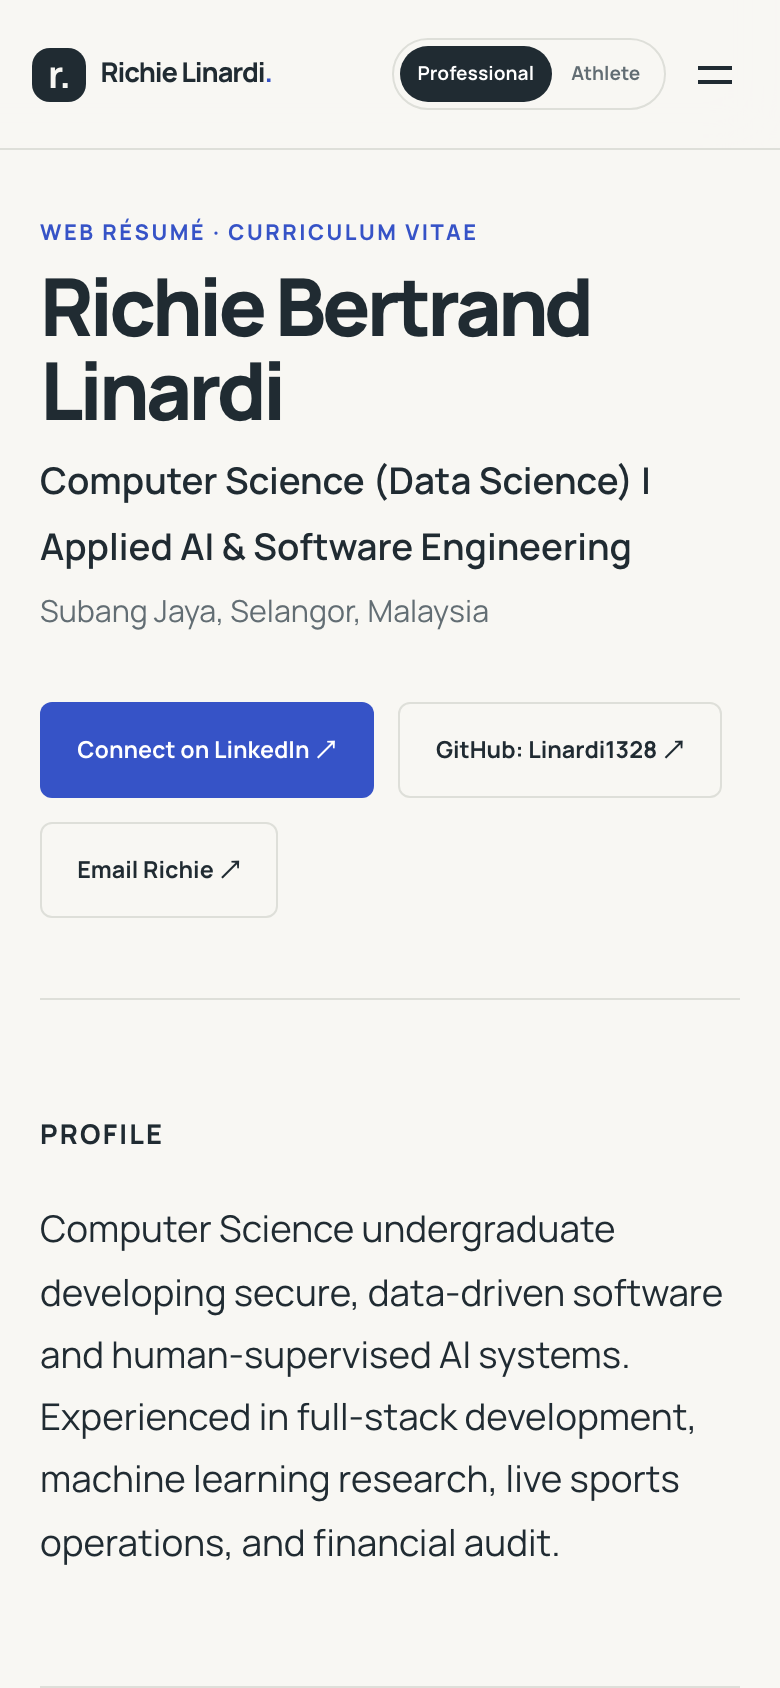 r.
Richie Linardi.
Professional
Athlete
WEB RÉSUMÉ · CURRICULUM VITAE
Richie Bertrand
Linardi
Computer Science (Data Science) |
Applied AI & Software Engineering
Subang Jaya, Selangor, Malaysia
Connect on LinkedIn ↗
GitHub: Linardi1328 ↗
Email Richie ↗
PROFILE
Computer Science undergraduate
developing secure, data-driven software
and human-supervised AI systems.
Experienced in full-stack development,
machine learning research, live sports
operations, and financial audit.